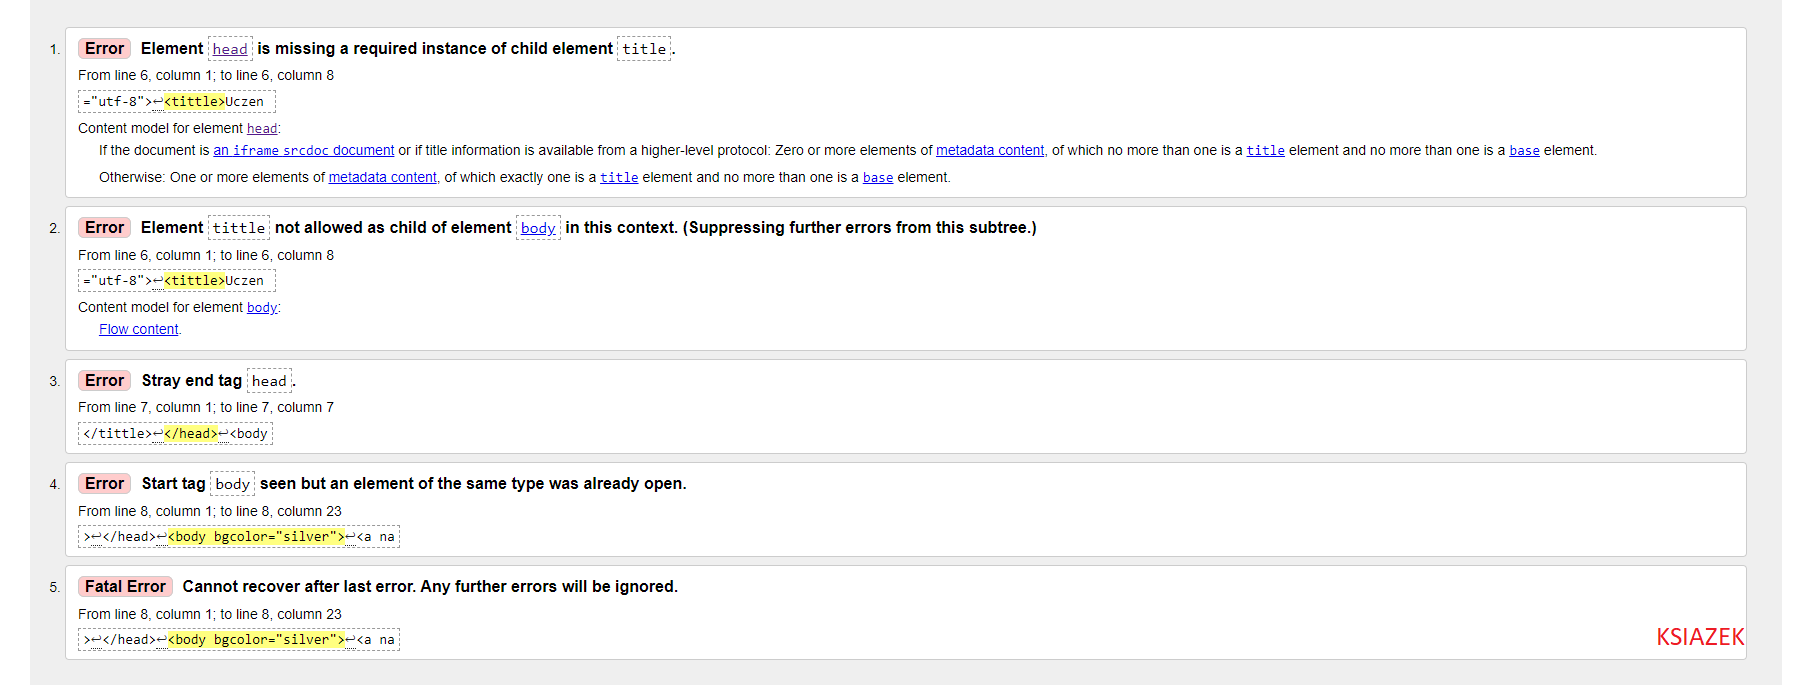 1. Error Element head is missing a required instance of child element title.
From line 6, column 1; to line 6, column 8
="utf-8">↩<tittle>Uczen
Content model for element head:
If the document is an iframe srcdoc document or if title information is available from a higher-level protocol: Zero or more elements of metadata content, of which no more than one is a title element and no more than one is a base element.
Otherwise: One or more elements of metadata content, of which exactly one is a title element and no more than one is a base element.
2. Error Element tittle not allowed as child of element body in this context. (Suppressing further errors from this subtree.)
From line 6, column 1; to line 6, column 8
="utf-8">↩<tittle>Uczen
Content model for element body:
Flow content.
3. Error Stray end tag head.
From line 7, column 1; to line 7, column 7
</tittle>↩</head>↩<body
4. Error Start tag body seen but an element of the same type was already open.
From line 8, column 1; to line 8, column 23
>↩</head>↩<body bgcolor="silver">↩<a na
5. Fatal Error Cannot recover after last error. Any further errors will be ignored.
From line 8, column 1; to line 8, column 23
>↩</head>↩<body bgcolor="silver">↩<a na
KSIAZEK